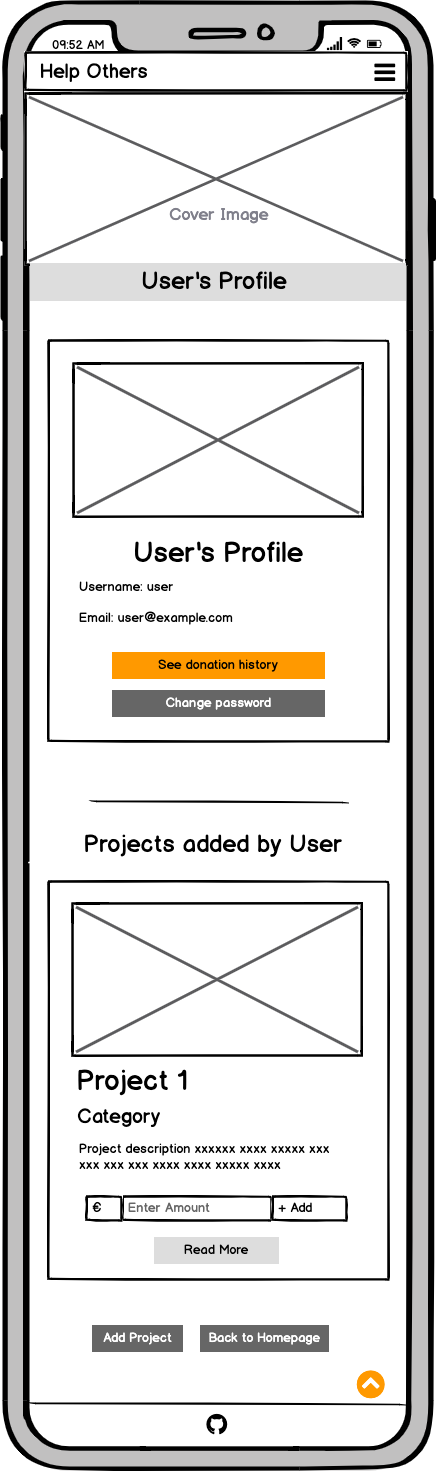 09:52 AM
Help Others
Cover Image
User's Profile
User's Profile
Username: user
Email: user@example.com
See donation history
Change password
Projects added by User
Project 1
Category
Project description xxxxxx xxxx xxxxx xxx
xxx xxx xxx xxxx xxxx xxxxx xxxx
€ Enter Amount + Add
Read More
Add Project Back to Homepage